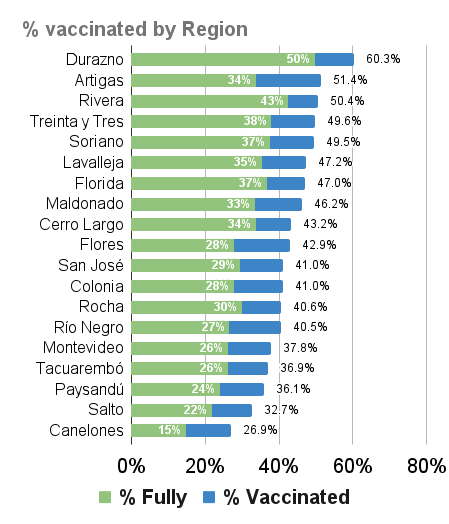 % vaccinated by Region
Durazno 50% 60.3%
Artigas 34% 51.4%
Rivera 43% 50.4%
Treinta y Tres 38% 49.6%
Soriano 37% 49.5%
Lavalleja 35% 47.2%
Florida 37% 47.0%
Maldonado 33% 46.2%
Cerro Largo 34% 43.2%
Flores 28% 42.9%
San José 29% 41.0%
Colonia 28% 41.0%
Rocha 30% 40.6%
Río Negro 27% 40.5%
Montevideo 26% 37.8%
Tacuarembó 26% 36.9%
Paysandú 24% 36.1%
Salto 22% 32.7%
Canelones 15% 26.9%
0% 20% 40% 60% 80%
% Fully % Vaccinated